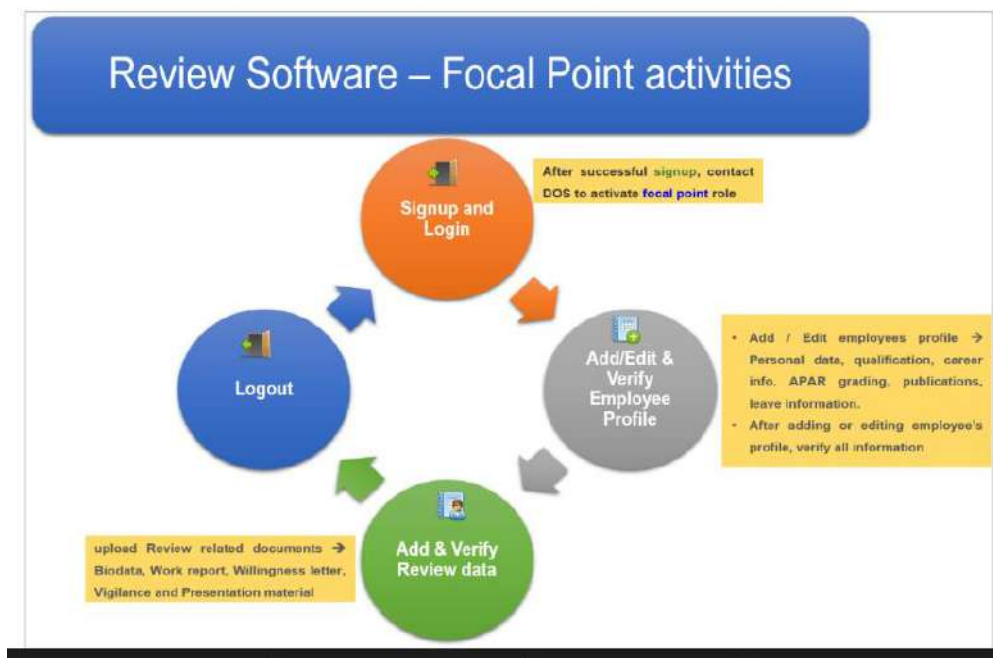 Review Software – Focal Point activities
Signup and
Login
After successful signup, contact
DOS to activate focal point role
Add/Edit &
Verify
Employee
Profile
• Add / Edit employees profile →
Personal data, qualification, career
info, APAR grading, publications,
leave information.
• After adding or editing employee's
profile, verify all information
Add & Verify
Review data
upload Review related documents →
Biodata, Work report, Willingness letter,
Vigilance and Presentation material
Logout